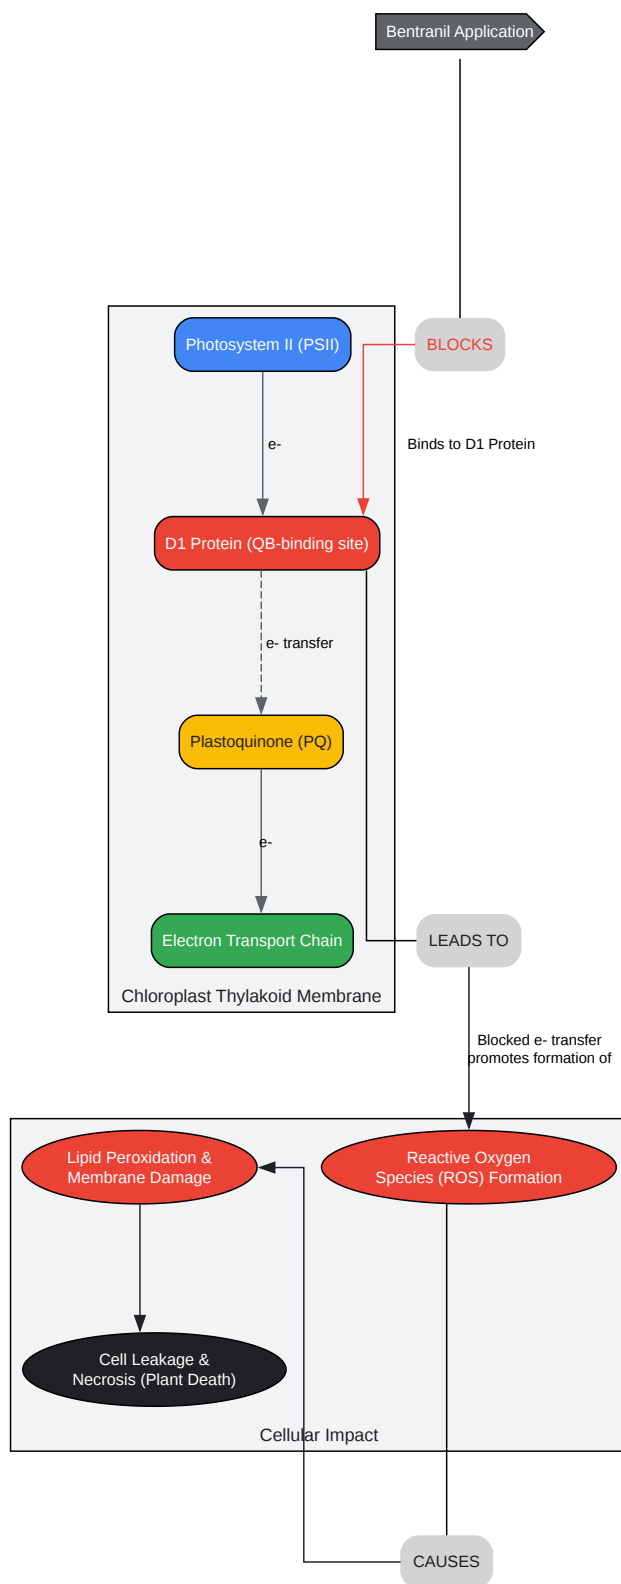 Bentranil Application
Photosystem II (PSII)
BLOCKS
e-
Binds to D1 Protein
D1 Protein (QB-binding site)
e- transfer
Plastoquinone (PQ)
e-
Electron Transport Chain
LEADS TO
Chloroplast Thylakoid Membrane
Blocked e- transfer
promotes formation of
Lipid Peroxidation &
Membrane Damage
Reactive Oxygen
Species (ROS) Formation
Cell Leakage &
Necrosis (Plant Death)
Cellular Impact
CAUSES